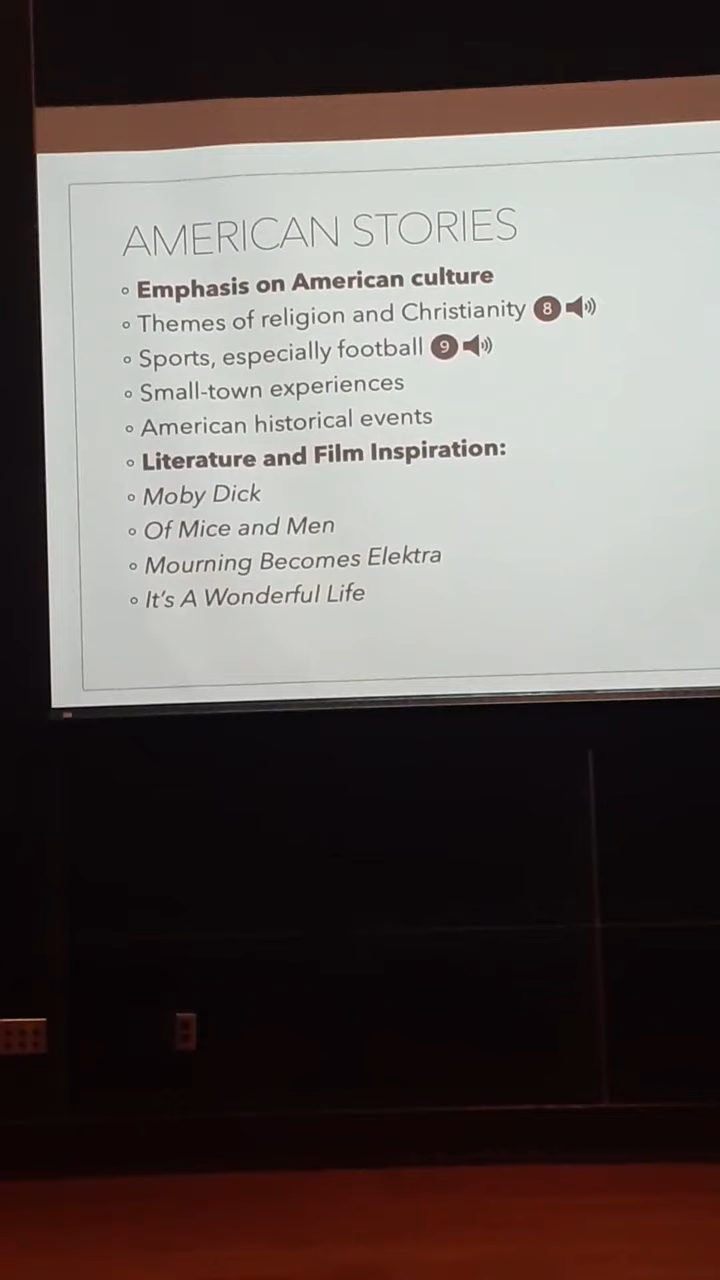 AMERICAN STORIES
◦ Emphasis on American culture
◦ Themes of religion and Christianity 8
◦ Sports, especially football 9
◦ Small-town experiences
◦ American historical events
◦ Literature and Film Inspiration:
◦ Moby Dick
◦ Of Mice and Men
◦ Mourning Becomes Elektra
◦ It's A Wonderful Life